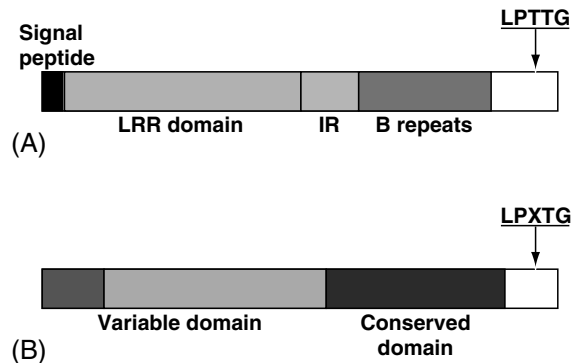 Signal
peptide
LPTTG
LRR domain
IR
B repeats
(A)
LPXTG
Variable domain
Conserved
domain
(B)